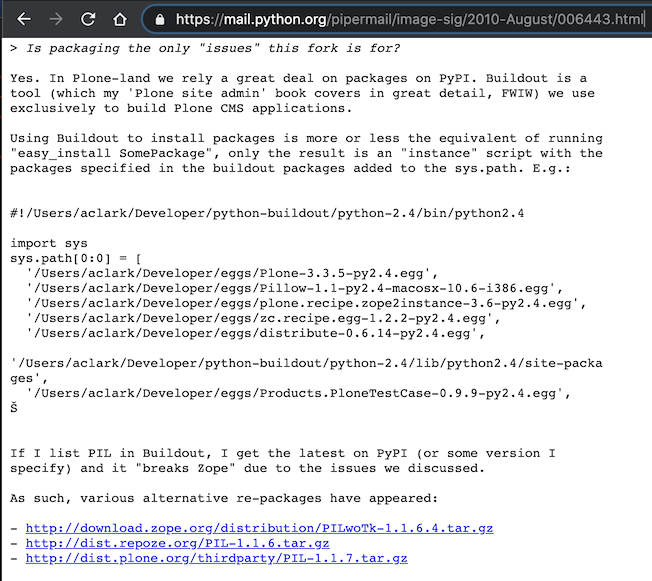 https://mail.python.org/pipermail/image-sig/2010-August/006443.html
> Is packaging the only "issues" this fork is for?
Yes. In Plone-land we rely a great deal on packages on PyPI. Buildout is a
tool (which my 'Plone site admin' book covers in great detail, FWIW) we use
exclusively to build Plone CMS applications.
Using Buildout to install packages is more or less the equivalent of running
"easy_install SomePackage", only the result is an "instance" script with the
packages specified in the buildout packages added to the sys.path. E.g.:
#!/Users/aclark/Developer/python-buildout/python-2.4/bin/python2.4
import sys
sys.path[0:0] = [
'/Users/aclark/Developer/eggs/Plone-3.3.5-py2.4.egg',
'/Users/aclark/Developer/eggs/Pillow-1.1-py2.4-macosx-10.6-i386.egg',
'/Users/aclark/Developer/eggs/plone.recipe.zope2instance-3.6-py2.4.egg',
'/Users/aclark/Developer/eggs/zc.recipe.egg-1.2.2-py2.4.egg',
'/Users/aclark/Developer/eggs/distribute-0.6.14-py2.4.egg',
'/Users/aclark/Developer/python-buildout/python-2.4/lib/python2.4/site-packa
ges',
'/Users/aclark/Developer/eggs/Products.PloneTestCase-0.9.9-py2.4.egg',
Š
If I list PIL in Buildout, I get the latest on PyPI (or some version I
specify) and it "breaks Zope" due to the issues we discussed.
As such, various alternative re-packages have appeared:
- http://download.zope.org/distribution/PILwoTk-1.1.6.4.tar.gz
- http://dist.repoze.org/PIL-1.1.6.tar.gz
- http://dist.plone.org/thirdparty/PIL-1.1.7.tar.gz